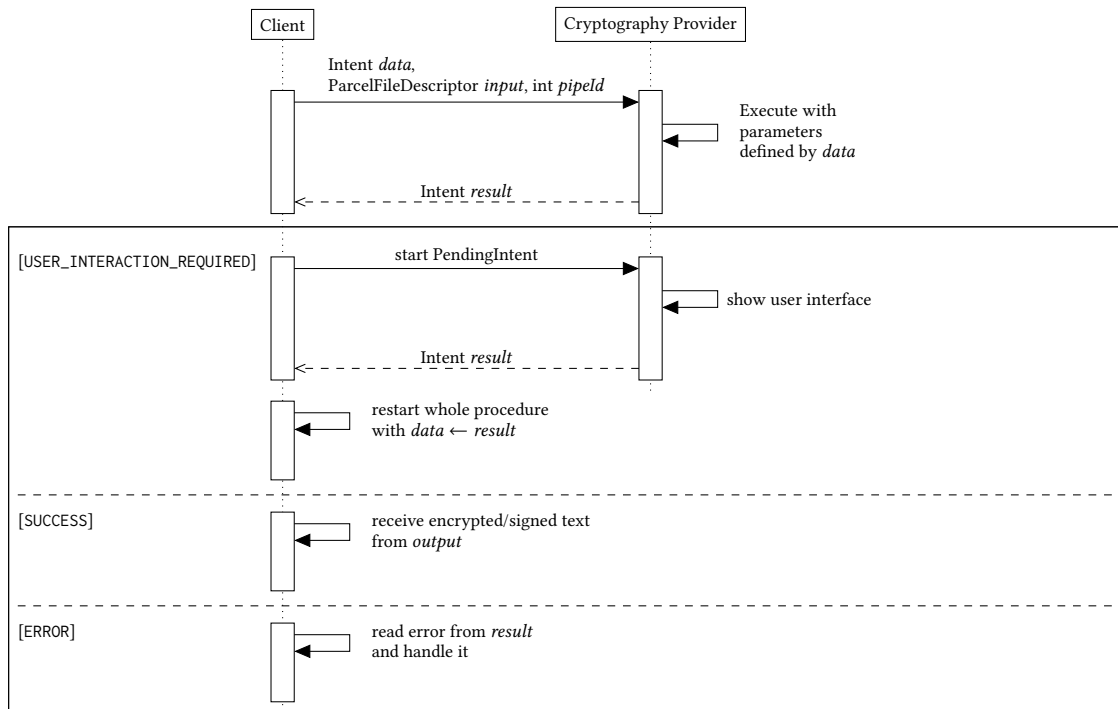 Client
Cryptography Provider
Intent data,
ParcelFileDescriptor input, int pipeId
Execute with
parameters
defined by data
Intent result
[USER_INTERACTION_REQUIRED]
start PendingIntent
show user interface
Intent result
restart whole procedure
with data ← result
[SUCCESS]
receive encrypted/signed text
from output
[ERROR]
read error from result
and handle it